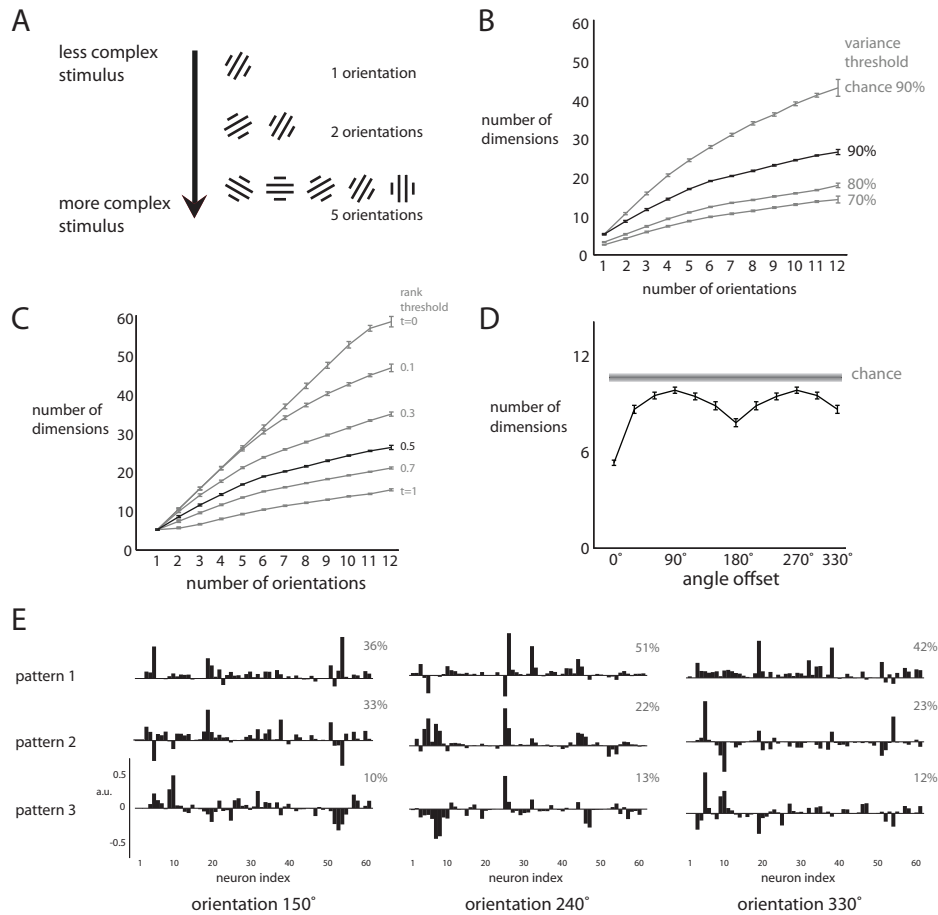 A
less complex
stimulus
1 orientation
2 orientations
5 orientations
more complex
stimulus
B
60
50
40
30
20
10
0
number of
dimensions
variance
threshold
chance 90%
90%
80%
70%
1 2 3 4 5 6 7 8 9 10 11 12
number of orientations
C
60
50
40
30
20
10
0
number of
dimensions
rank
threshold
t=0
0.1
0.3
0.5
0.7
t=1
1 2 3 4 5 6 7 8 9 10 11 12
number of orientations
D
12
6
0
number of
dimensions
chance
0° 90° 180° 270° 330°
angle offset
E
pattern 1
36%
51%
42%
pattern 2
33%
22%
23%
pattern 3
10%
13%
12%
0.5
a.u.
0
-0.5
1 10 20 30 40 50 60
neuron index
orientation 150°
1 10 20 30 40 50 60
neuron index
orientation 240°
1 10 20 30 40 50 60
neuron index
orientation 330°